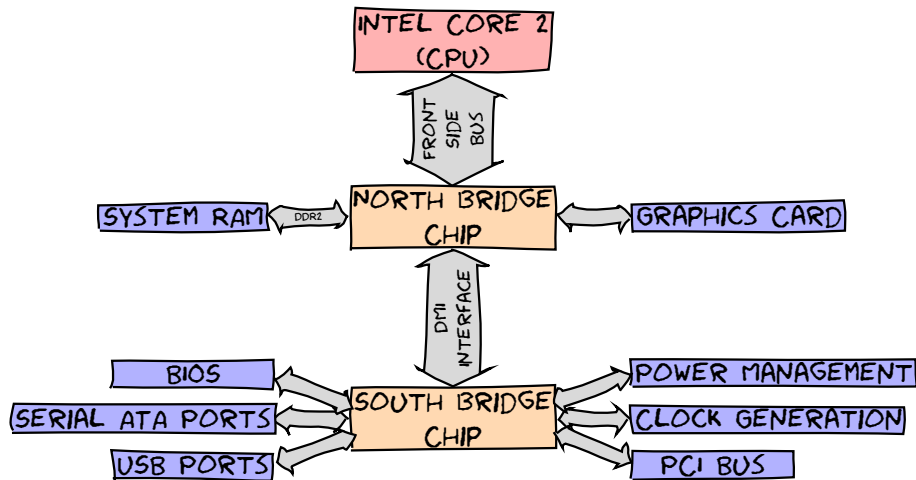 INTEL CORE 2
(CPU)
FRONT
SIDE
BUS
SYSTEM RAM
DDR2
NORTH BRIDGE
CHIP
GRAPHICS CARD
DMI
INTERFACE
BIOS
POWER MANAGEMENT
SERIAL ATA PORTS
SOUTH BRIDGE
CHIP
CLOCK GENERATION
USB PORTS
PCI BUS